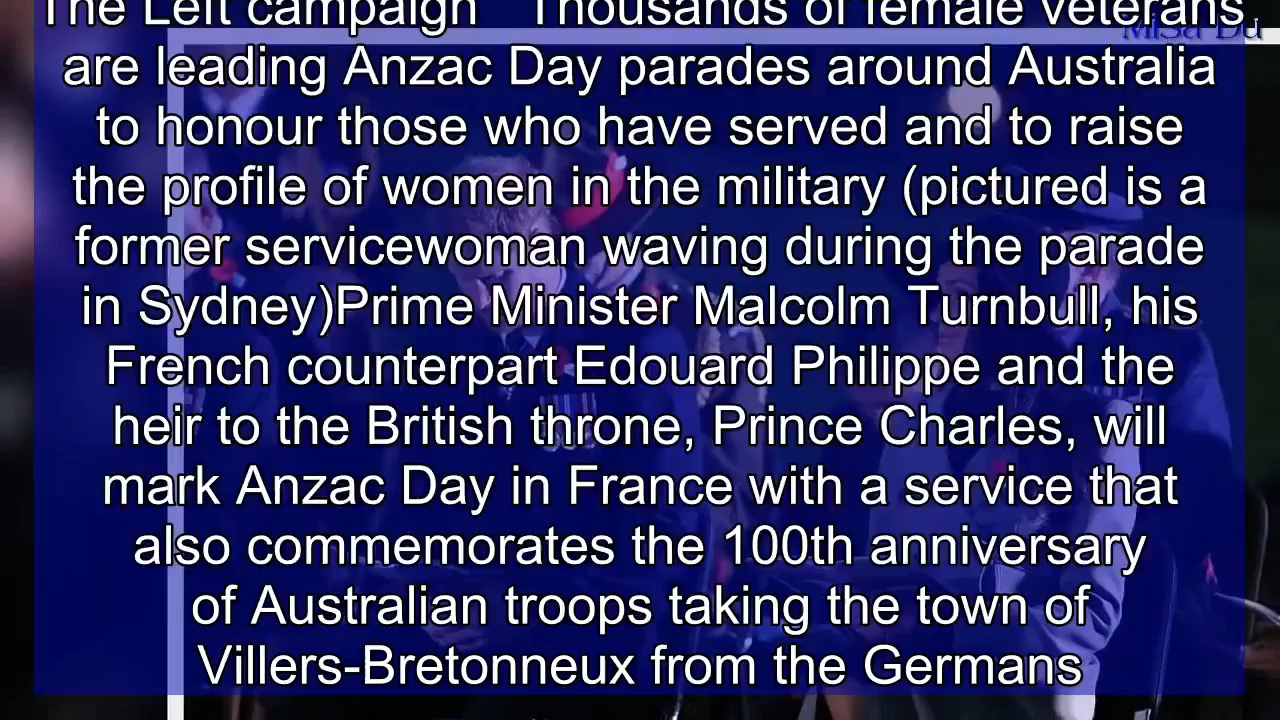 The Left campaign   Thousands of female veterans
Misa Du
are leading Anzac Day parades around Australia
to honour those who have served and to raise
the profile of women in the military (pictured is a
former servicewoman waving during the parade
in Sydney)Prime Minister Malcolm Turnbull, his
French counterpart Edouard Philippe and the
heir to the British throne, Prince Charles, will
mark Anzac Day in France with a service that
also commemorates the 100th anniversary
of Australian troops taking the town of
Villers-Bretonneux from the Germans